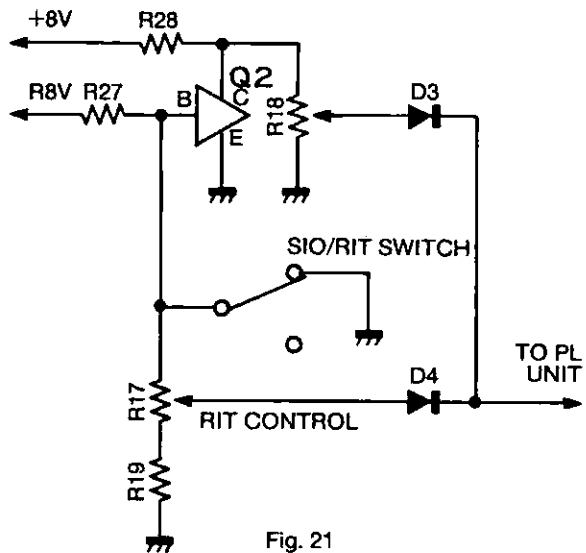 +8V
R28
R8V
R27
Q2
B
C
E
R18
D3
SIO/RIT SWITCH
R17
RIT CONTROL
D4
TO PL
UNIT
R19
Fig. 21